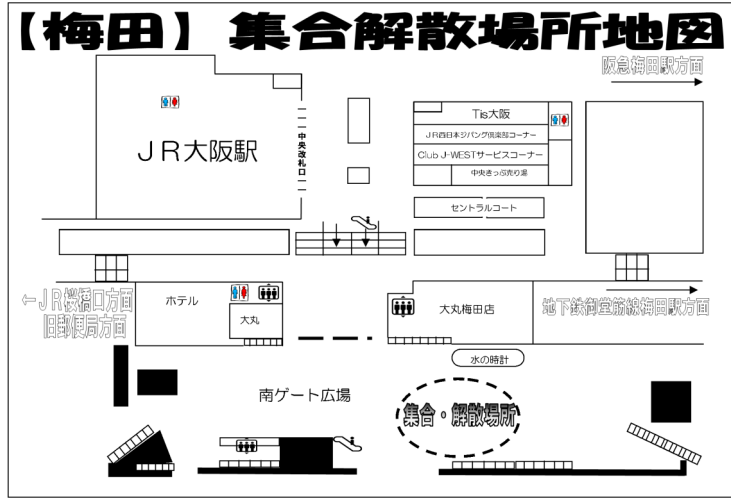 【梅田】集合解散場所地図
阪急梅田駅方面
JR大阪駅
中央改札口
Tis大阪
JR西日本ジパング倶楽部コーナー
Club J-WESTサービスコーナー
中央きっぷ売り場
セントラルコート
←JR桜橋口方面
旧郵便局方面
ホテル
大丸
大丸梅田店
地下鉄御堂筋線梅田駅方面
水の時計
南ゲート広場
集合・解散場所